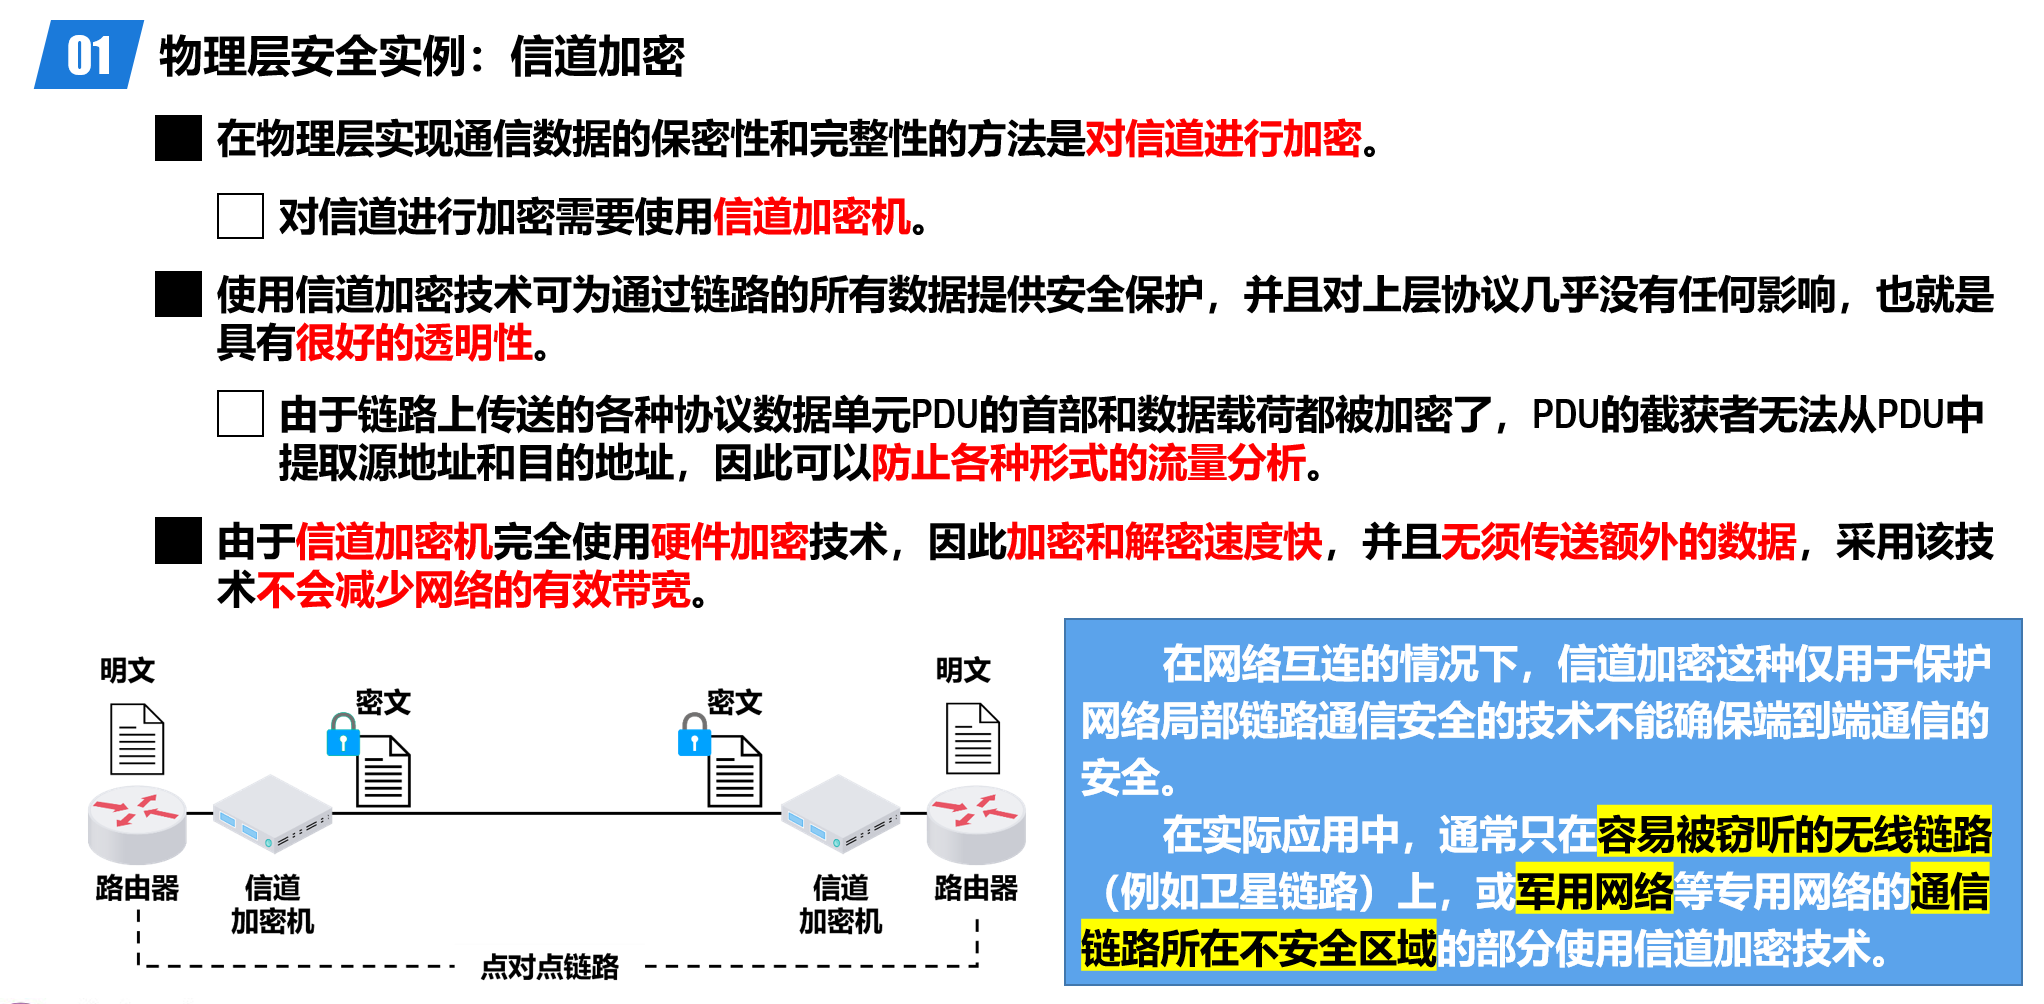 01 物理层安全实例：信道加密
在物理层实现通信数据的保密性和完整性的方法是对信道进行加密。
对信道进行加密需要使用信道加密机。
使用信道加密技术可为通过链路的所有数据提供安全保护，并且对上层协议几乎没有任何影响，也就是
具有很好的透明性。
由于链路上传送的各种协议数据单元PDU的首部和数据载荷都被加密了，PDU的截获者无法从PDU中
提取源地址和目的地址，因此可以防止各种形式的流量分析。
由于信道加密机完全使用硬件加密技术，因此加密和解密速度快，并且无须传送额外的数据，采用该技
术不会减少网络的有效带宽。
明文
密文
密文
明文
路由器
信道
加密机
信道
加密机
路由器
点对点链路
在网络互连的情况下，信道加密这种仅用于保护
网络局部链路通信安全的技术不能确保端到端通信的
安全。
在实际应用中，通常只在容易被窃听的无线链路
（例如卫星链路）上，或军用网络等专用网络的通信
链路所在不安全区域的部分使用信道加密技术。